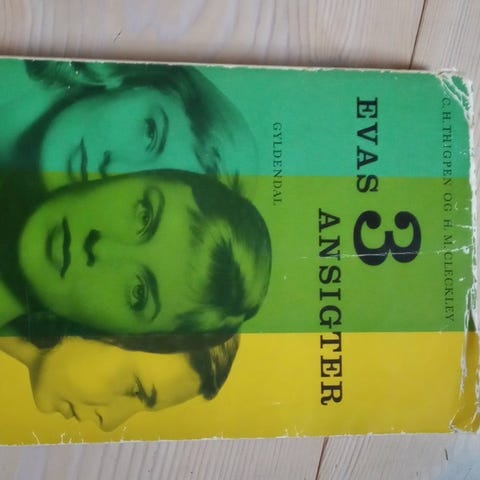 C. H. THIGPEN OG H. M. CLECKLEY
EVAS
3
ANSIGTER
GYLDENDAL